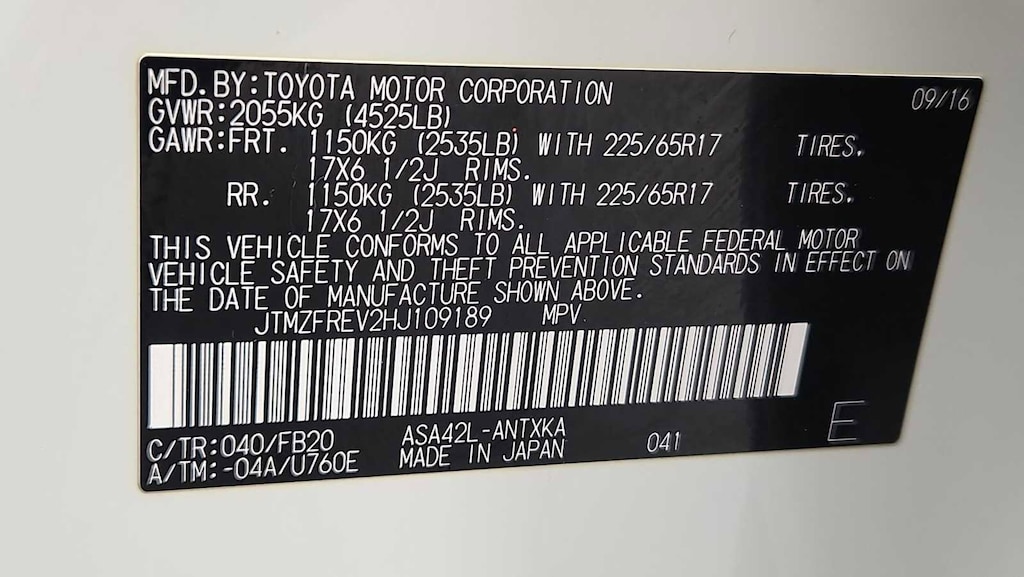 MFD.BY:TOYOTA MOTOR CORPORATION 09/16
GVWR:2055KG (4525LB)
GAWR:FRT. 1150KG (2535LB) WITH 225/65R17 TIRES.
17X6 1/2J RIMS.
RR. 1150KG (2535LB) WITH 225/65R17 TIRES.
17X6 1/2J RIMS.
THIS VEHICLE CONFORMS TO ALL APPLICABLE FEDERAL MOTOR
VEHICLE SAFETY AND THEFT PREVENTION STANDARDS IN EFFECT ON
THE DATE OF MANUFACTURE SHOWN ABOVE.
JTMZFREV2HJ109189 MPV
C/TR:040/FB20 ASA42L-ANTXKA 041 E
A/TM:-04A/U760E MADE IN JAPAN